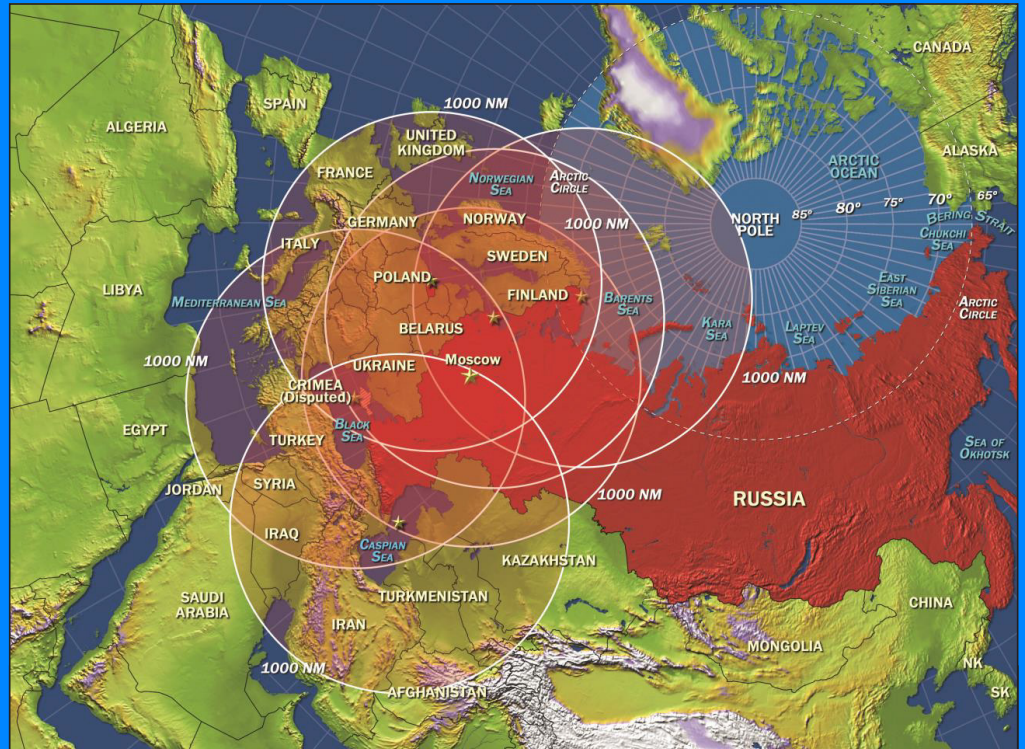 CANADA
SPAIN
1000 NM
ALGERIA
UNITED
KINGDOM
ALASKA
FRANCE
NORWEGIAN
SEA
ARCTIC
CIRCLE
ARCTIC
OCEAN
65°
70°
75°
80°
85°
NORTH
POLE
BERING STRAIT
CHUKCHI
SEA
GERMANY
NORWAY
1000 NM
ITALY
SWEDEN
POLAND
FINLAND
BARENTS
SEA
EAST
SIBERIAN
SEA
ARCTIC
CIRCLE
LIBYA
MEDITERRANEAN SEA
BELARUS
KARA
SEA
LAPTEV
SEA
1000 NM
UKRAINE
Moscow
1000 NM
CRIMEA
(Disputed)
EGYPT
BLACK
SEA
TURKEY
SEA OF
OKHOTSK
JORDAN
SYRIA
1000 NM
RUSSIA
IRAQ
CASPIAN
SEA
KAZAKHSTAN
SAUDI
ARABIA
TURKMENISTAN
CHINA
IRAN
MONGOLIA
1000 NM
NK
AFGHANISTAN
SK